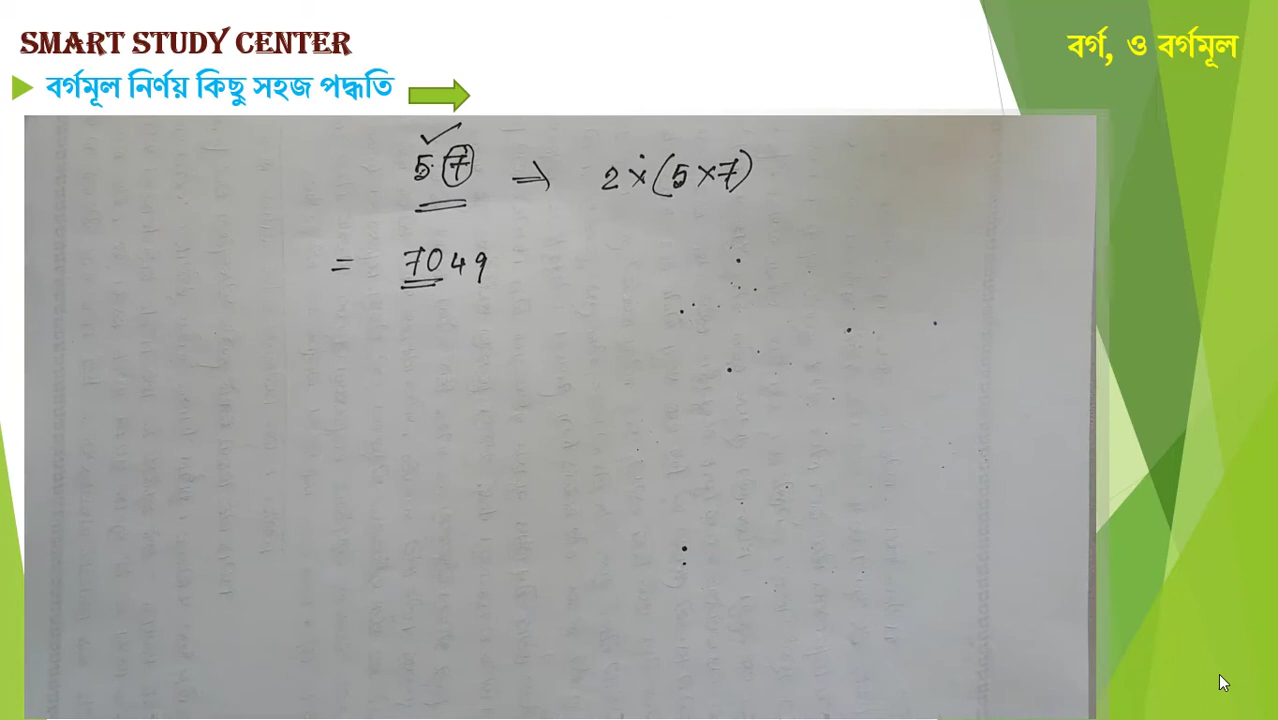 SMART STUDY CENTER
বর্গ, ও বর্গমূল
বর্গমূল নির্ণয় কিছু সহজ পদ্ধতি
57 ⇒ 2 × (5 × 7)
= 7049